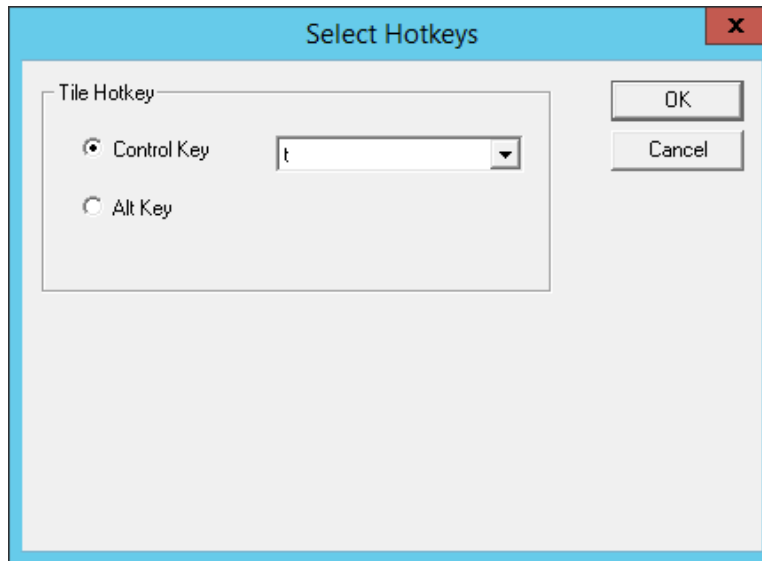 Select Hotkeys
x
Tile Hotkey
OK
Control Key t
Cancel
Alt Key